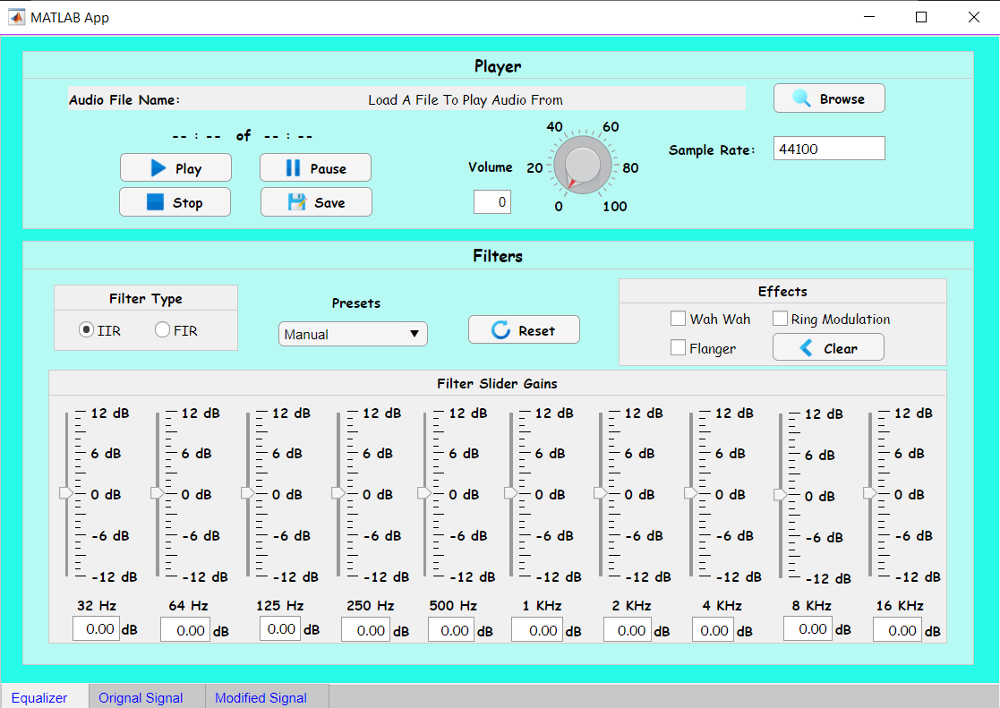 MATLAB App
Player
Audio File Name: Load A File To Play Audio From Browse
-- : -- of -- : --
Play Pause
Stop Save
Volume 0
0 20 40 60 80 100
Sample Rate: 44100
Filters
Filter Type
IIR FIR
Presets
Manual
Reset
Effects
Wah Wah Ring Modulation
Flanger Clear
Filter Slider Gains
12 dB 12 dB 12 dB 12 dB 12 dB 12 dB 12 dB 12 dB 12 dB 12 dB
6 dB 6 dB 6 dB 6 dB 6 dB 6 dB 6 dB 6 dB 6 dB 6 dB
0 dB 0 dB 0 dB 0 dB 0 dB 0 dB 0 dB 0 dB 0 dB 0 dB
-6 dB -6 dB -6 dB -6 dB -6 dB -6 dB -6 dB -6 dB -6 dB -6 dB
-12 dB -12 dB -12 dB -12 dB -12 dB -12 dB -12 dB -12 dB -12 dB -12 dB
32 Hz 64 Hz 125 Hz 250 Hz 500 Hz 1 KHz 2 KHz 4 KHz 8 KHz 16 KHz
0.00 dB 0.00 dB 0.00 dB 0.00 dB 0.00 dB 0.00 dB 0.00 dB 0.00 dB 0.00 dB 0.00 dB
Equalizer Orignal Signal Modified Signal